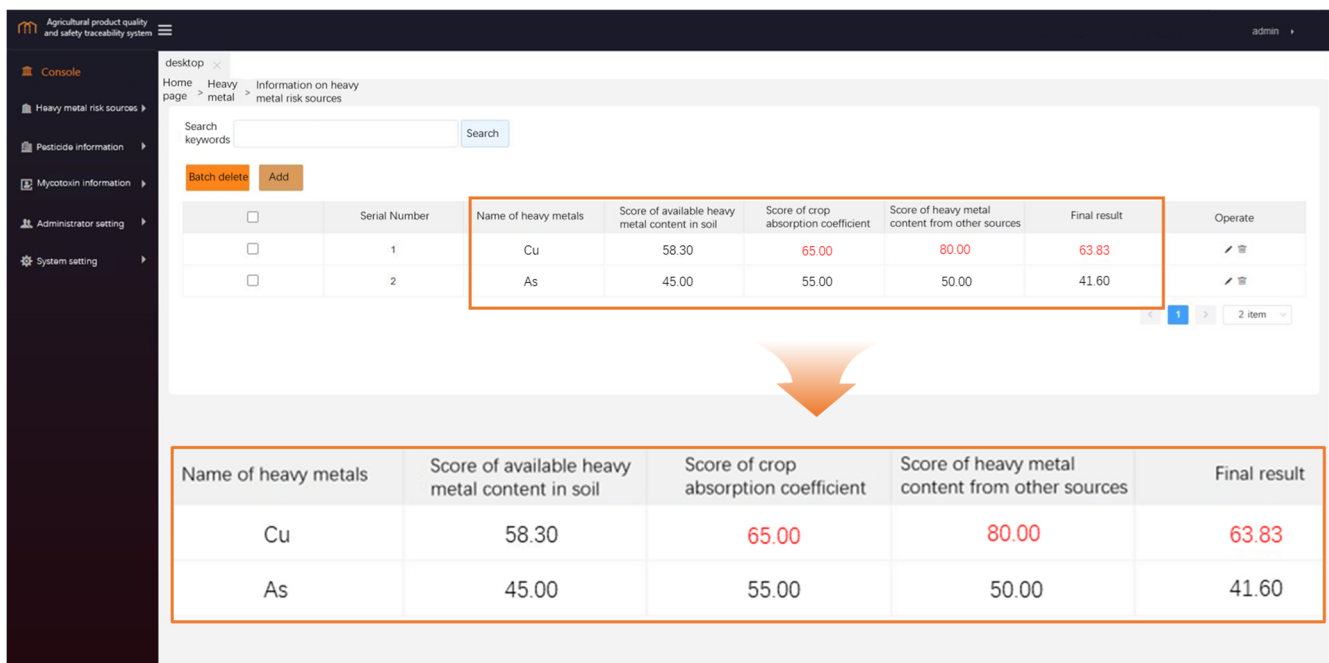 Agricultural product quality
and safety traceability system
admin
Console
Heavy metal risk sources
Pesticide information
Mycotoxin information
Administrator setting
System setting
desktop
Home
page > Heavy
metal > Information on heavy
metal risk sources
Search
keywords
Search
Batch delete
Add
Serial Number
Name of heavy metals
Score of available heavy
metal content in soil
Score of crop
absorption coefficient
Score of heavy metal
content from other sources
Final result
Operate
1 Cu 58.30 65.00 80.00 63.83
2 As 45.00 55.00 50.00 41.60
< 1 > 2 item
Name of heavy metals
Score of available heavy
metal content in soil
Score of crop
absorption coefficient
Score of heavy metal
content from other sources
Final result
Cu 58.30 65.00 80.00 63.83
As 45.00 55.00 50.00 41.60